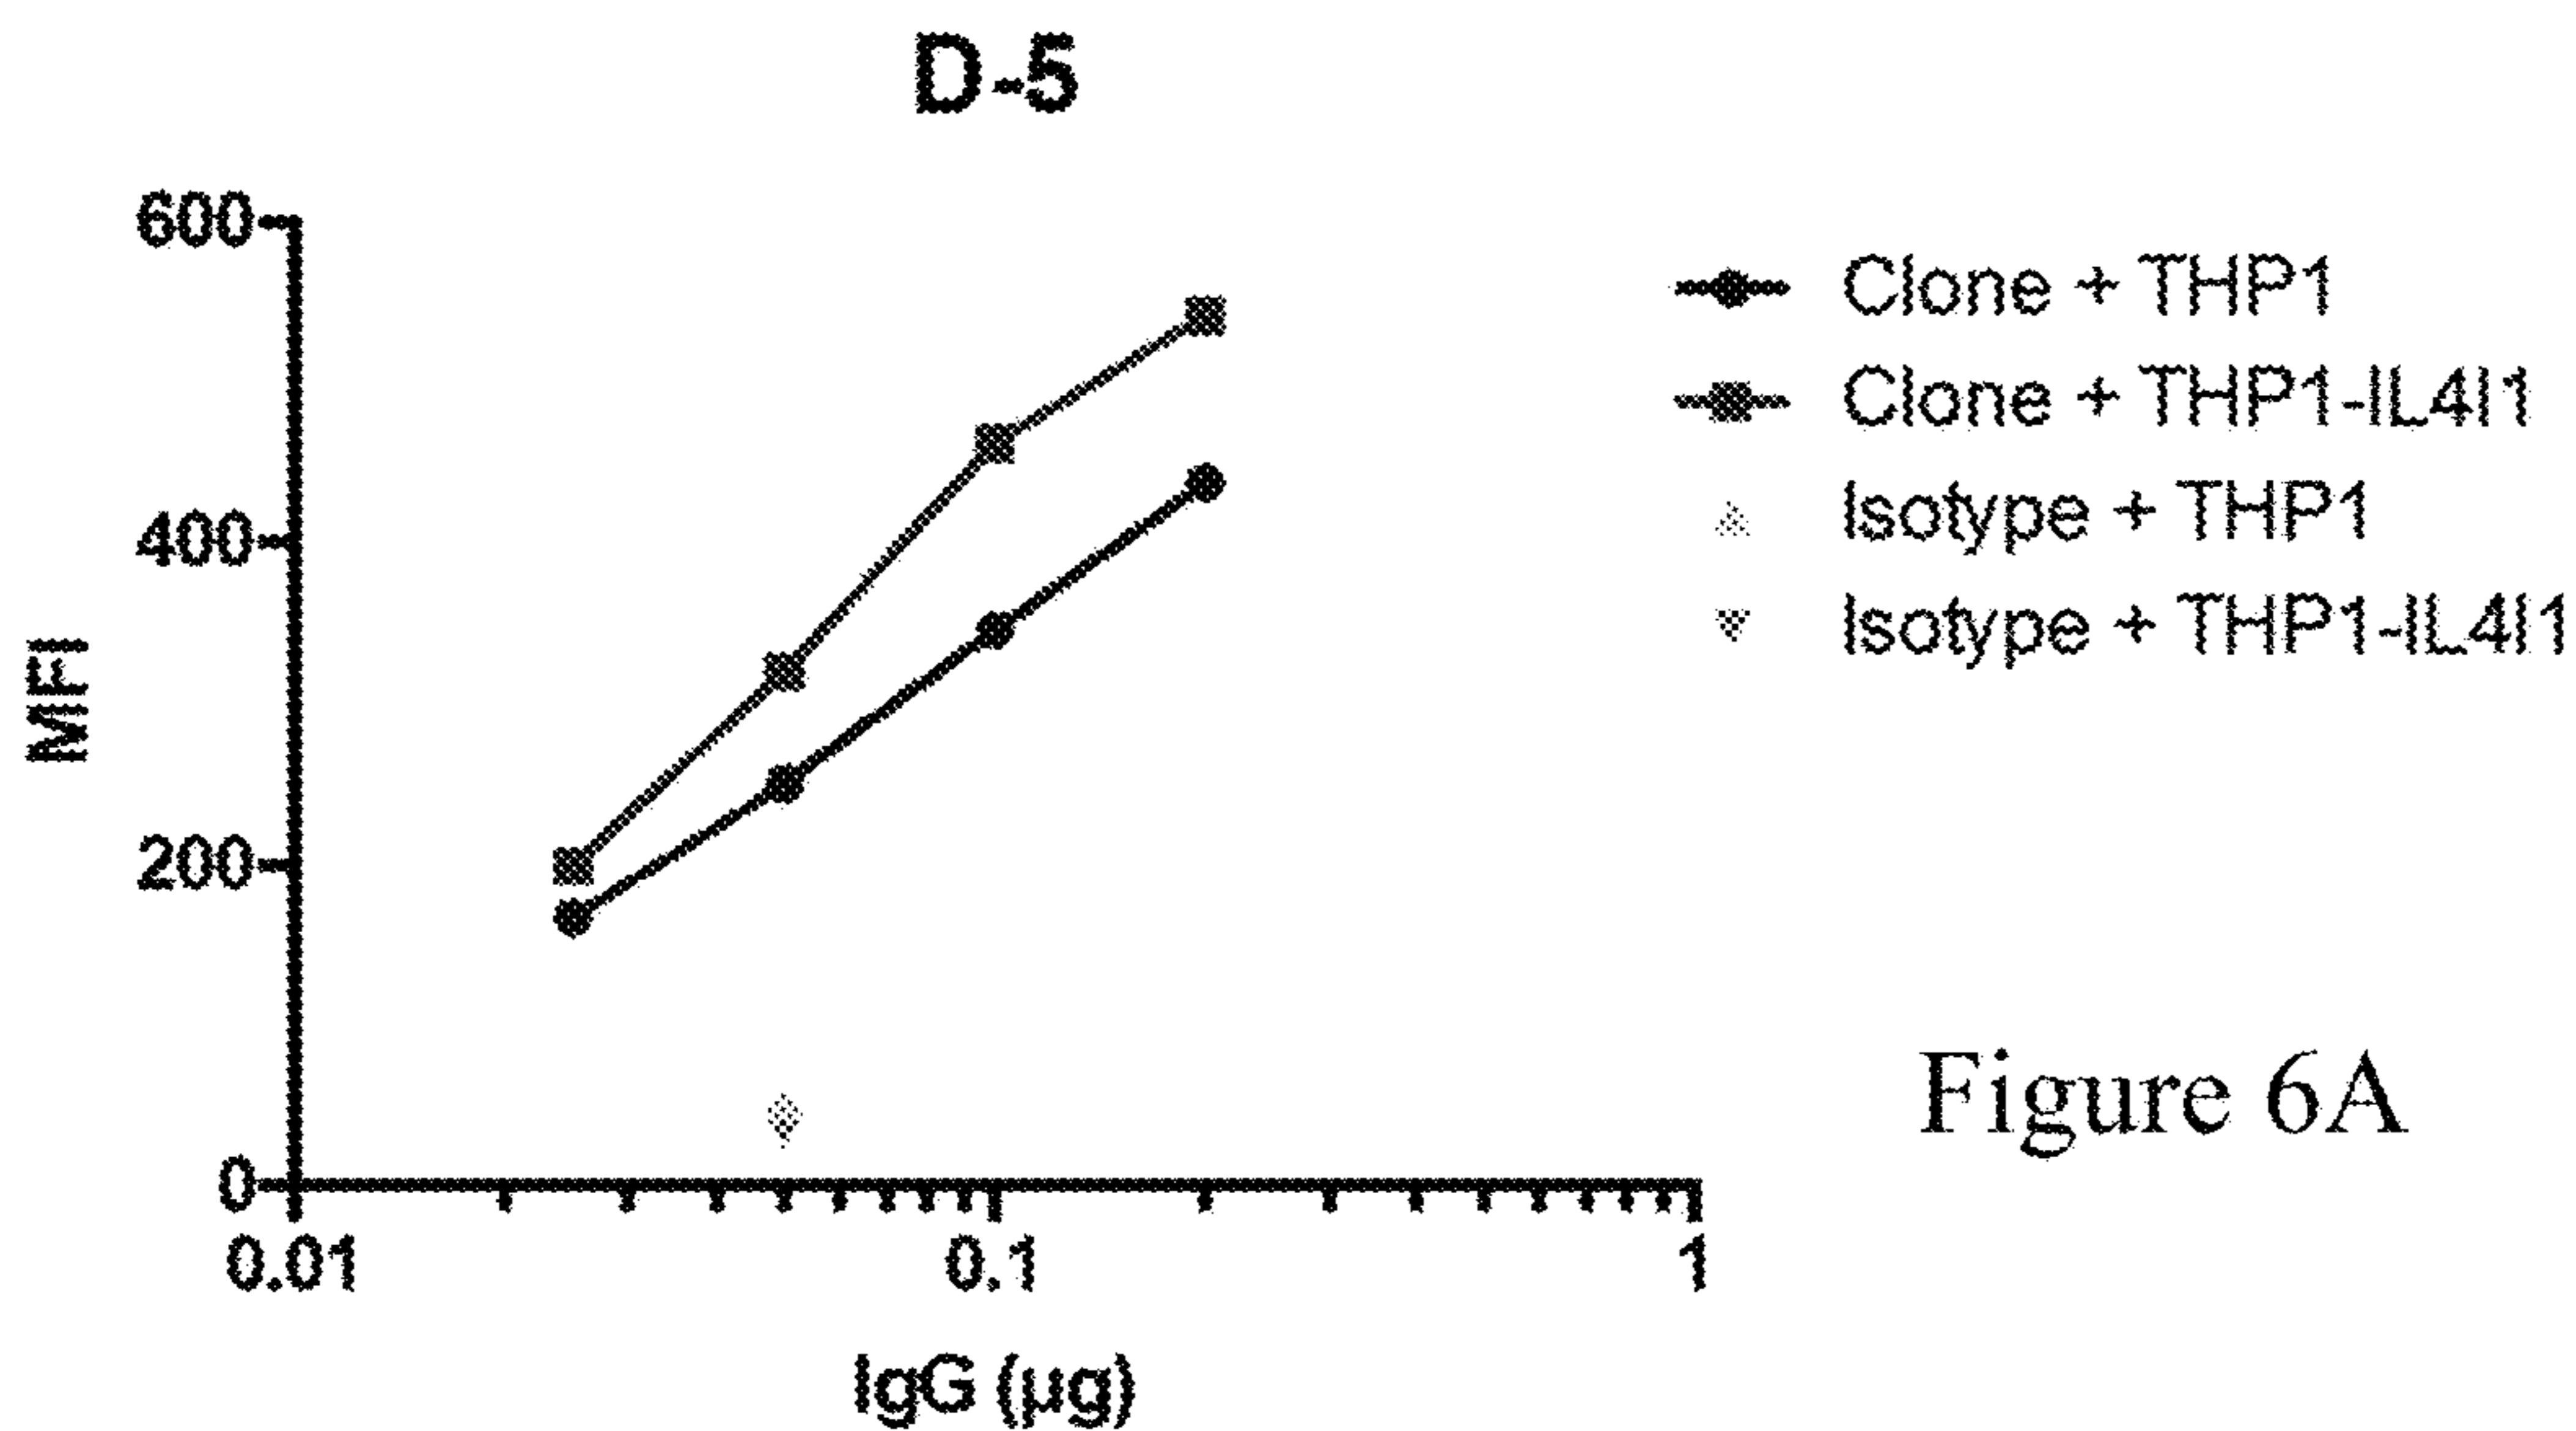 D-5
600
400
200
0
MIFI
0.01
0.1
1
IgG (µg)
Clone + THP1
Clone + THP1-IL4I1
Isotype + THP1
Isotype + THP1-IL4I1
Figure 6A